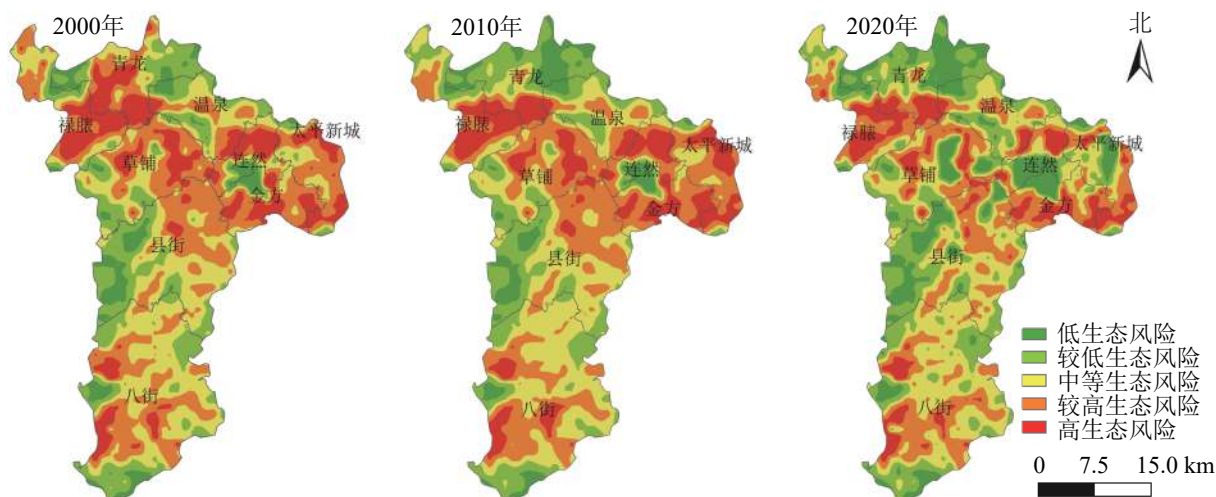 2000年
青龙
温泉
禄脿
太平新城
草铺
连然
金方
县街
八街
2010年
青龙
温泉
禄脿
太平新城
草铺
连然
金方
县街
八街
2020年
青龙
温泉
禄脿
太平新城
草铺
连然
金方
县街
八街
北
低生态风险
较低生态风险
中等生态风险
较高生态风险
高生态风险
0 7.5 15.0 km